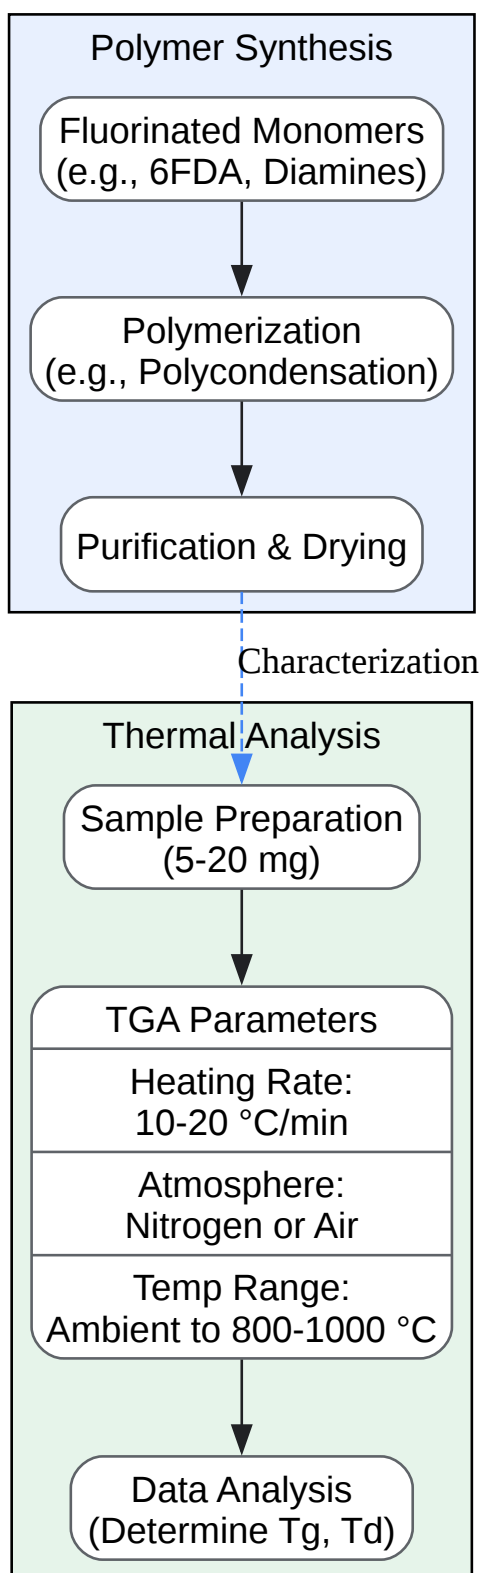 Polymer Synthesis
Fluorinated Monomers
(e.g., 6FDA, Diamines)
Polymerization
(e.g., Polycondensation)
Purification & Drying
Characterization
Thermal Analysis
Sample Preparation
(5-20 mg)
TGA Parameters
Heating Rate:
10-20 °C/min
Atmosphere:
Nitrogen or Air
Temp Range:
Ambient to 800-1000 °C
Data Analysis
(Determine Tg, Td)